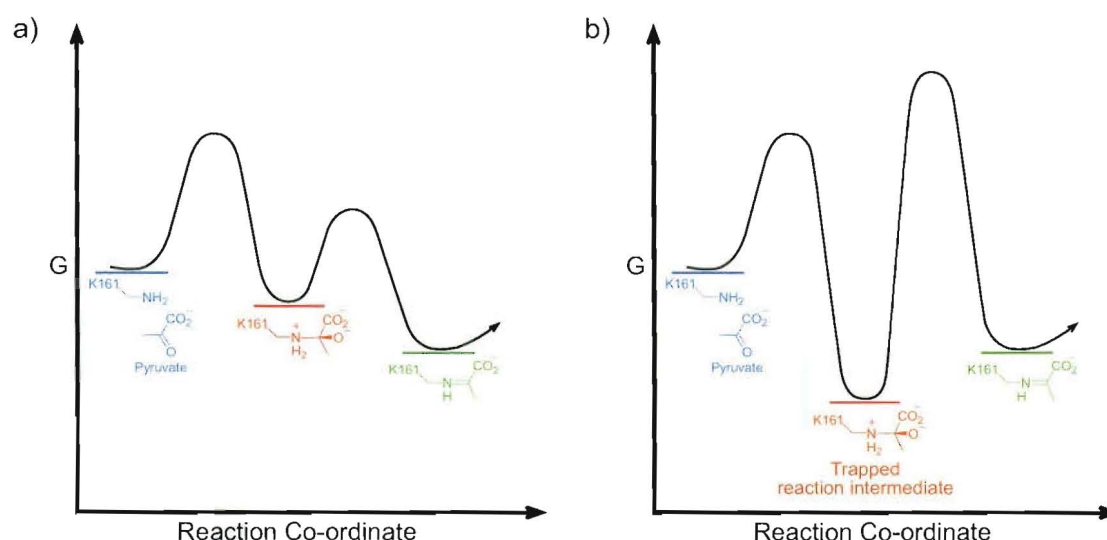 a)
G
K161
NH2
CO2-
O
Pyruvate
K161
+
N
H2
CO2-
O-
K161
CO2-
N
H
Reaction Co-ordinate
b)
G
K161
NH2
CO2-
O
Pyruvate
K161
+
N
H2
CO2-
O-
Trapped
reaction intermediate
K161
CO2-
N
H
Reaction Co-ordinate